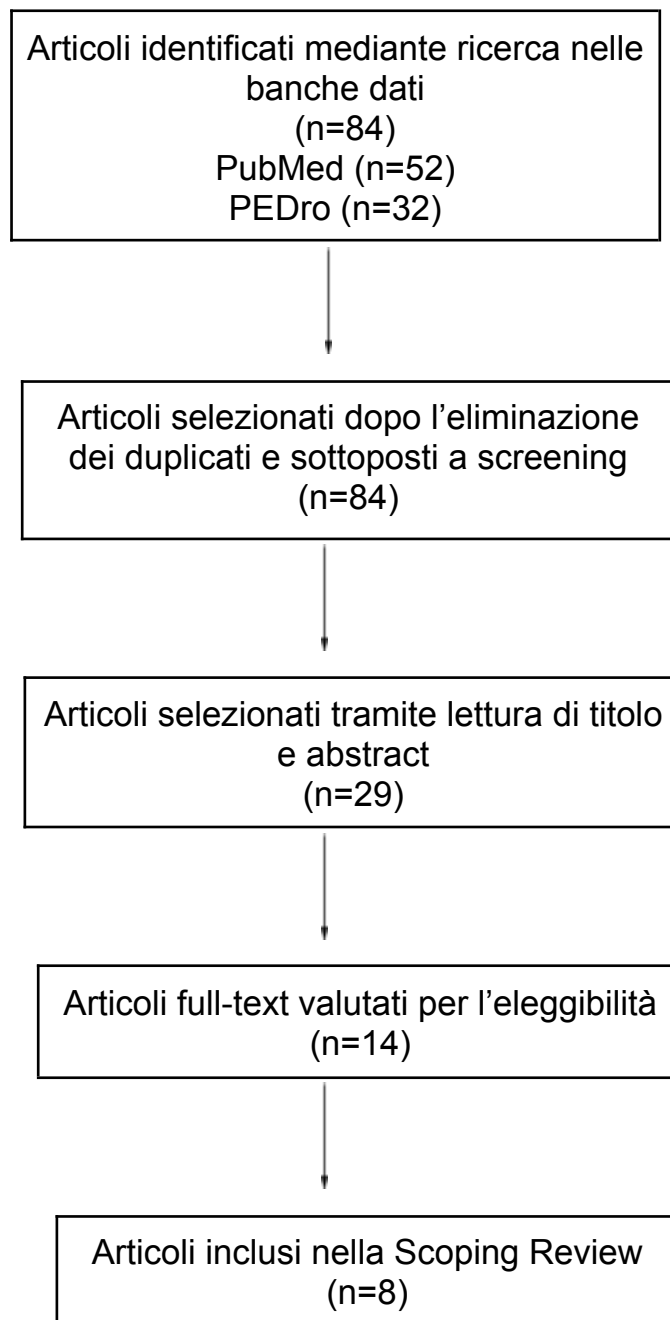 Articoli identificati mediante ricerca nelle
banche dati
(n=84)
PubMed (n=52)
PEDro (n=32)
Articoli selezionati dopo l’eliminazione
dei duplicati e sottoposti a screening
(n=84)
Articoli selezionati tramite lettura di titolo
e abstract
(n=29)
Articoli full-text valutati per l’eleggibilità
(n=14)
Articoli inclusi nella Scoping Review
(n=8)